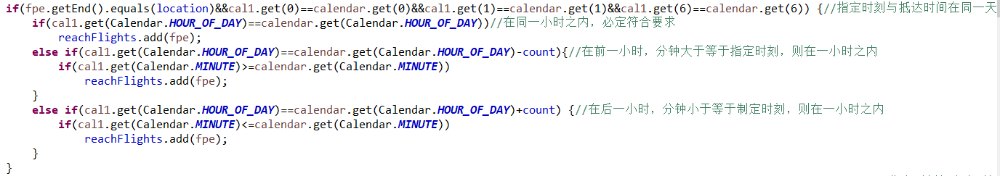 if(fpe.getEnd().equals(location)&&cal1.get(0)==calendar.get(0)&&cal1.get(1)==calendar.get(1)&&cal1.get(6)==calendar.get(6)) {//指定时刻与抵达时间在同一天
if(cal1.get(Calendar.HOUR_OF_DAY)==calendar.get(Calendar.HOUR_OF_DAY))//在同一小时之内，必定符合要求
reachFlights.add(fpe);
else if(cal1.get(Calendar.HOUR_OF_DAY)==calendar.get(Calendar.HOUR_OF_DAY)-count){//在前一小时，分钟大于等于指定时刻，则在一小时之内
if(cal1.get(Calendar.MINUTE)>=calendar.get(Calendar.MINUTE))
reachFlights.add(fpe);
}
else if(cal1.get(Calendar.HOUR_OF_DAY)==calendar.get(Calendar.HOUR_OF_DAY)+count) {//在后一小时，分钟小于等于制定时刻，则在一小时之内
if(cal1.get(Calendar.MINUTE)<=calendar.get(Calendar.MINUTE))
reachFlights.add(fpe);
}
}